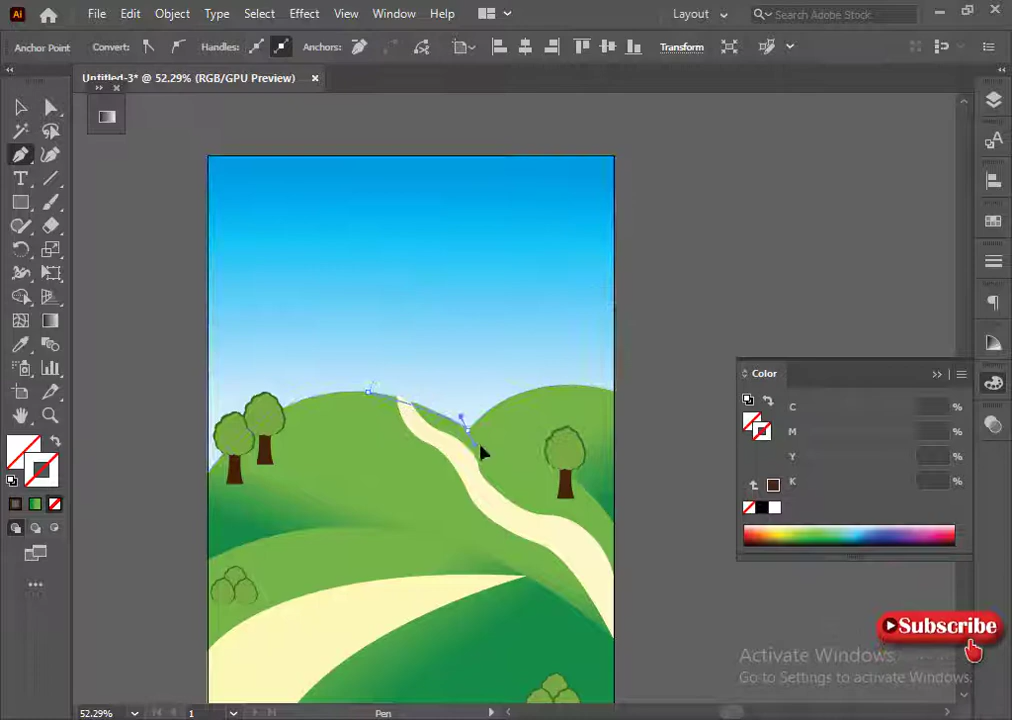 Ai
File Edit Object Type Select Effect View Window Help
Layout
Search Adobe Stock
Anchor Point Convert: Handles: Anchors: Transform
Untitled-3* @ 52.29% (RGB/GPU Preview)
Color
C %
M %
Y %
K %
Subscribe
Activate Windows
Go to Settings to activate Windows.
52.29% 1 Pen